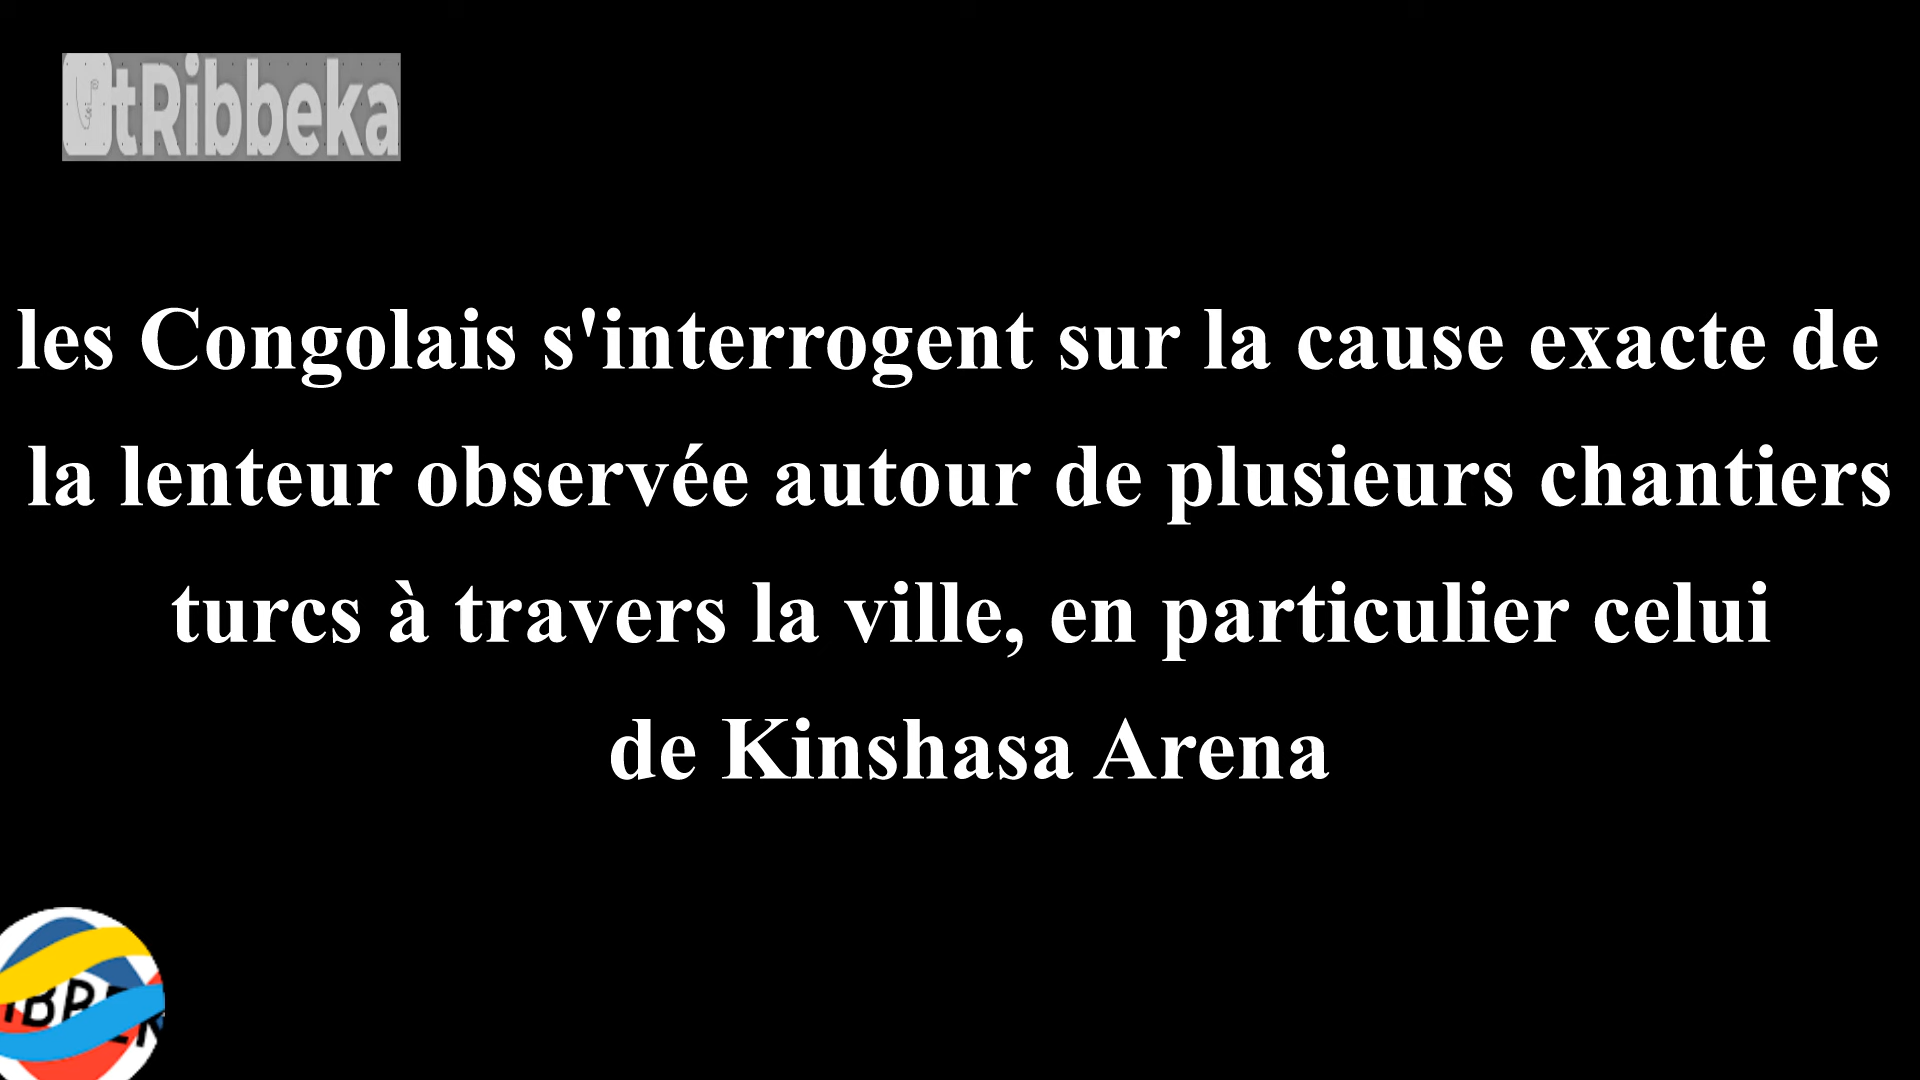 tRibbeka
les Congolais s'interrogent sur la cause exacte de
la lenteur observée autour de plusieurs chantiers
turcs à travers la ville, en particulier celui
de Kinshasa Arena